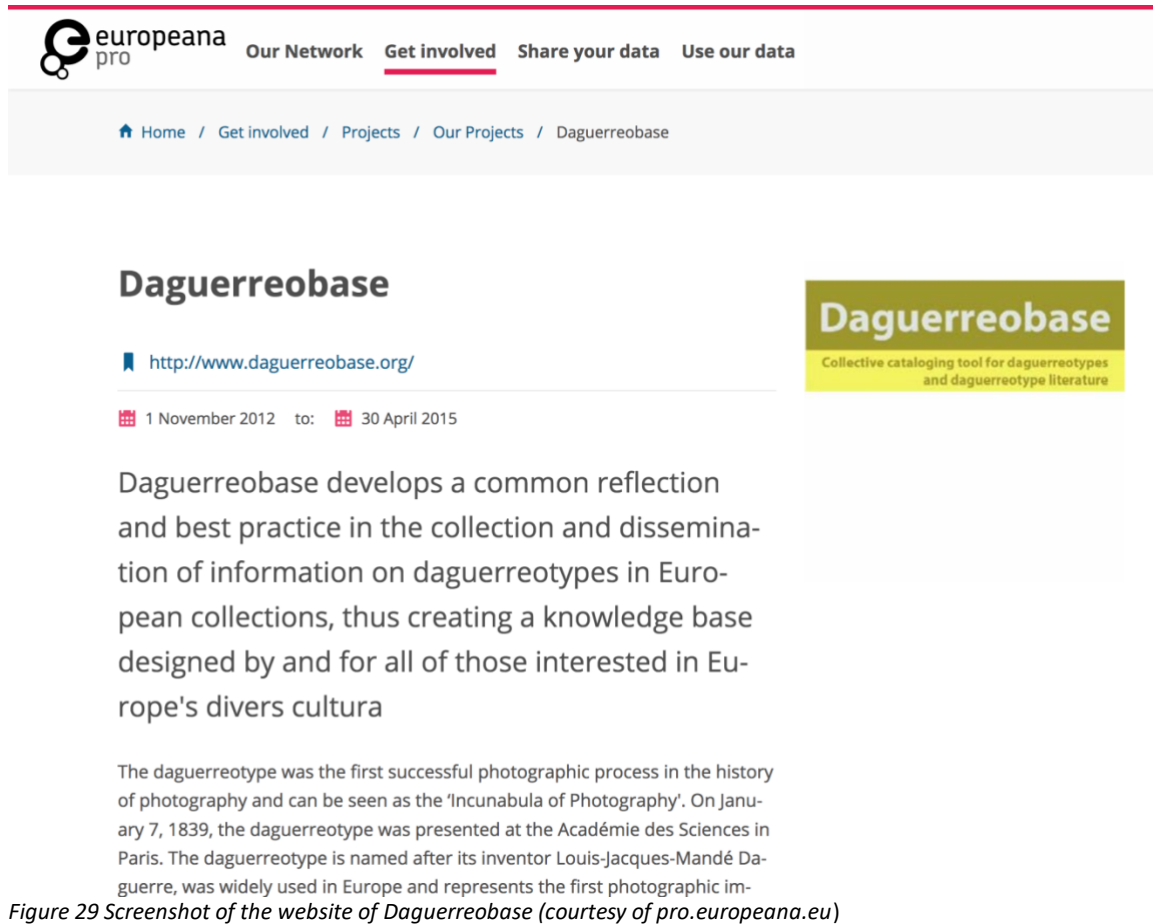 europeana
pro
Our Network Get involved Share your data Use our data
Home / Get involved / Projects / Our Projects / Daguerreobase
Daguerreobase
http://www.daguerreobase.org/
1 November 2012 to: 30 April 2015
Daguerreobase develops a common reflection
and best practice in the collection and dissemina-
tion of information on daguerreotypes in Euro-
pean collections, thus creating a knowledge base
designed by and for all of those interested in Eu-
rope's divers cultura
The daguerreotype was the first successful photographic process in the history
of photography and can be seen as the ‘Incunabula of Photography'. On Janu-
ary 7, 1839, the daguerreotype was presented at the Académie des Sciences in
Paris. The daguerreotype is named after its inventor Louis-Jacques-Mandé Da-
guerre, was widely used in Europe and represents the first photographic im-
Daguerreobase
Collective cataloging tool for daguerreotypes
and daguerreotype literature
Figure 29 Screenshot of the website of Daguerreobase (courtesy of pro.europeana.eu)